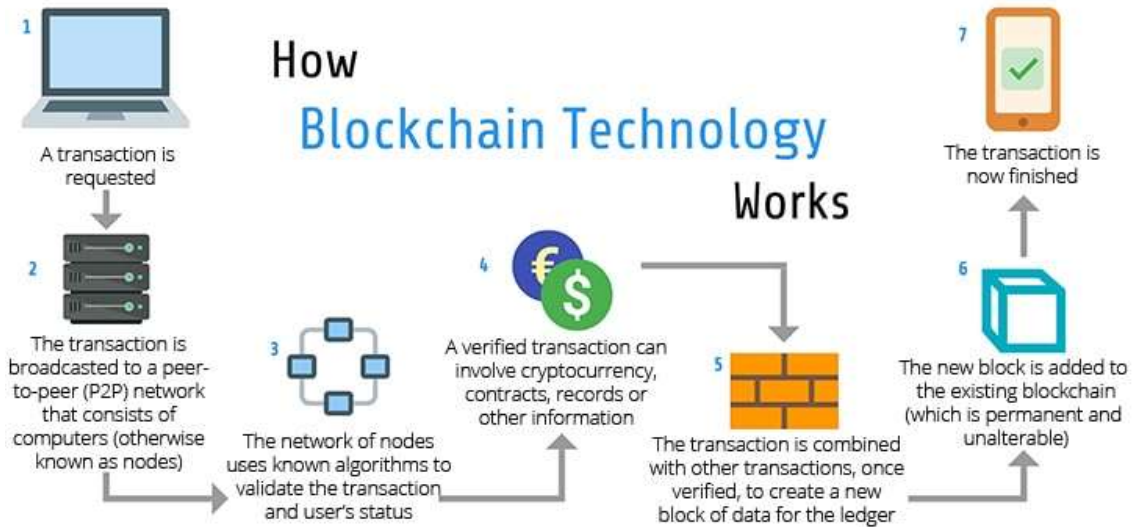 How
Blockchain Technology
Works
1
A transaction is
requested
2
The transaction is
broadcasted to a peer-
to-peer (P2P) network
that consists of
computers (otherwise
known as nodes)
3
The network of nodes
uses known algorithms to
validate the transaction
and user's status
4
€
$
A verified transaction can
involve cryptocurrency,
contracts, records or
other information
5
The transaction is combined
with other transactions, once
verified, to create a new
block of data for the ledger
6
The new block is added to
the existing blockchain
(which is permanent and
unalterable)
7
The transaction is
now finished